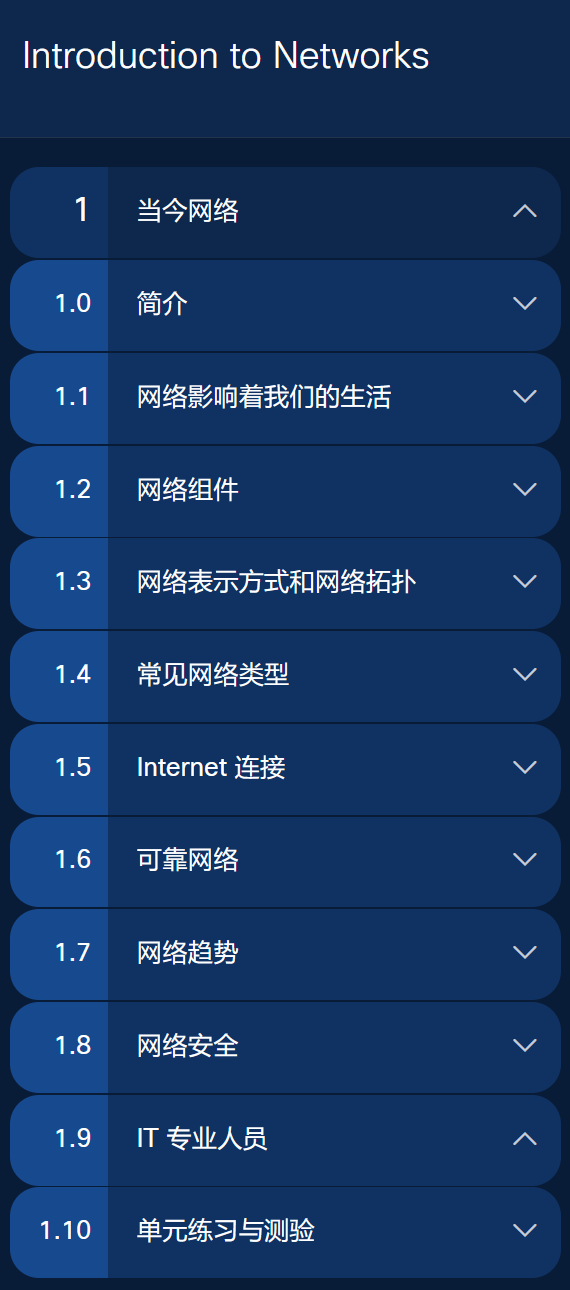 Introduction to Networks
1 当今网络
1.0 简介
1.1 网络影响着我们的生活
1.2 网络组件
1.3 网络表示方式和网络拓扑
1.4 常见网络类型
1.5 Internet 连接
1.6 可靠网络
1.7 网络趋势
1.8 网络安全
1.9 IT 专业人员
1.10 单元练习与测验